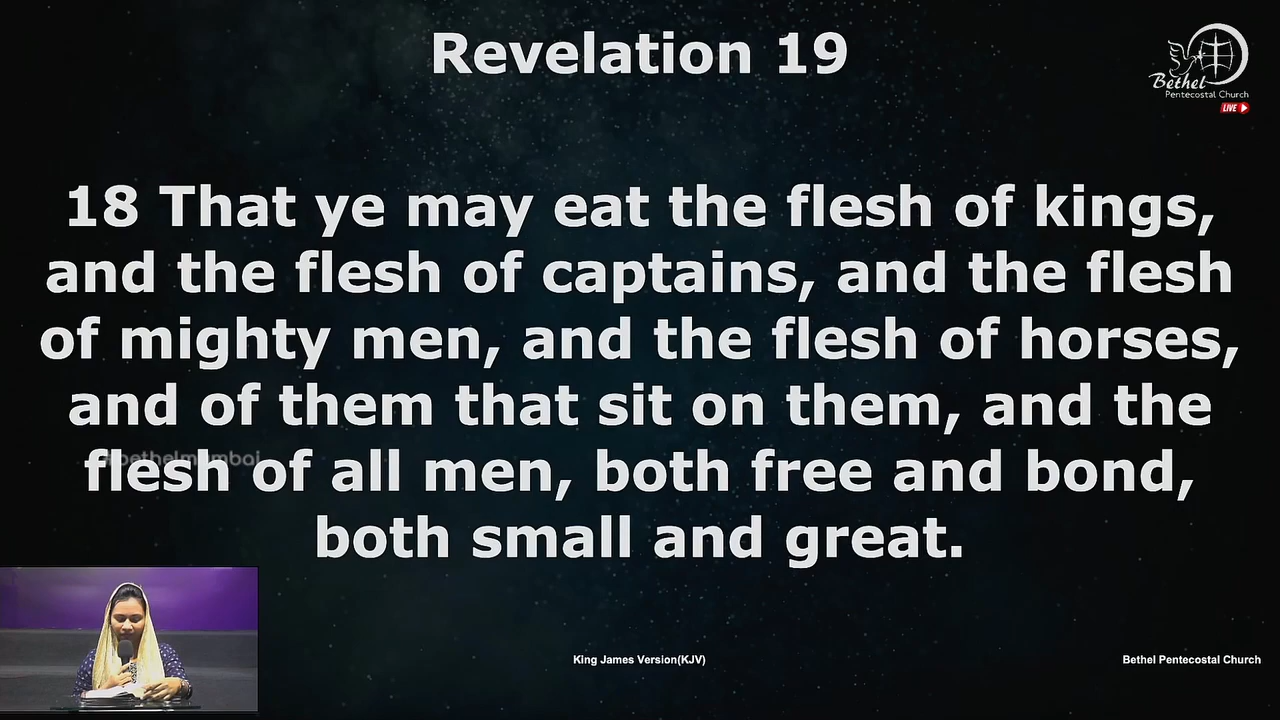 Revelation 19
Bethel
Pentecostal Church
LIVE
18 That ye may eat the flesh of kings,
and the flesh of captains, and the flesh
of mighty men, and the flesh of horses,
and of them that sit on them, and the
flesh of all men, both free and bond,
both small and great.
King James Version(KJV)
Bethel Pentecostal Church